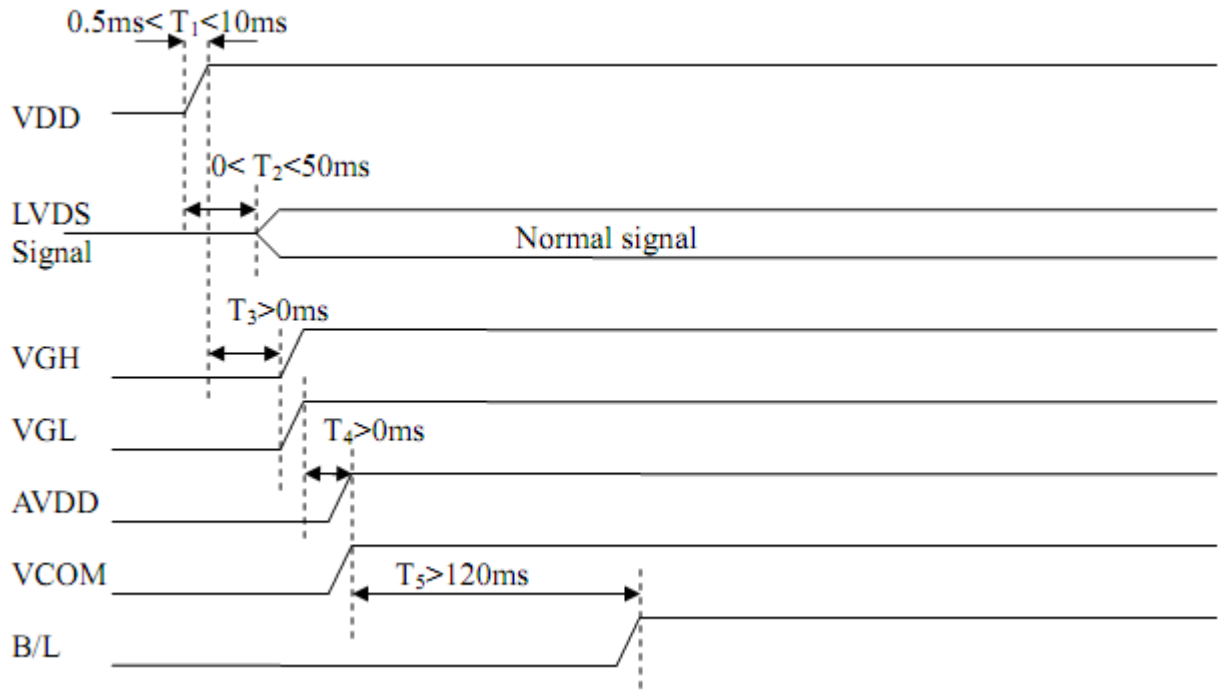 0.5ms< T₁<10ms
VDD
0< T₂<50ms
LVDS
Signal
Normal signal
T₃>0ms
VGH
VGL
T₄>0ms
AVDD
VCOM
T₅>120ms
B/L